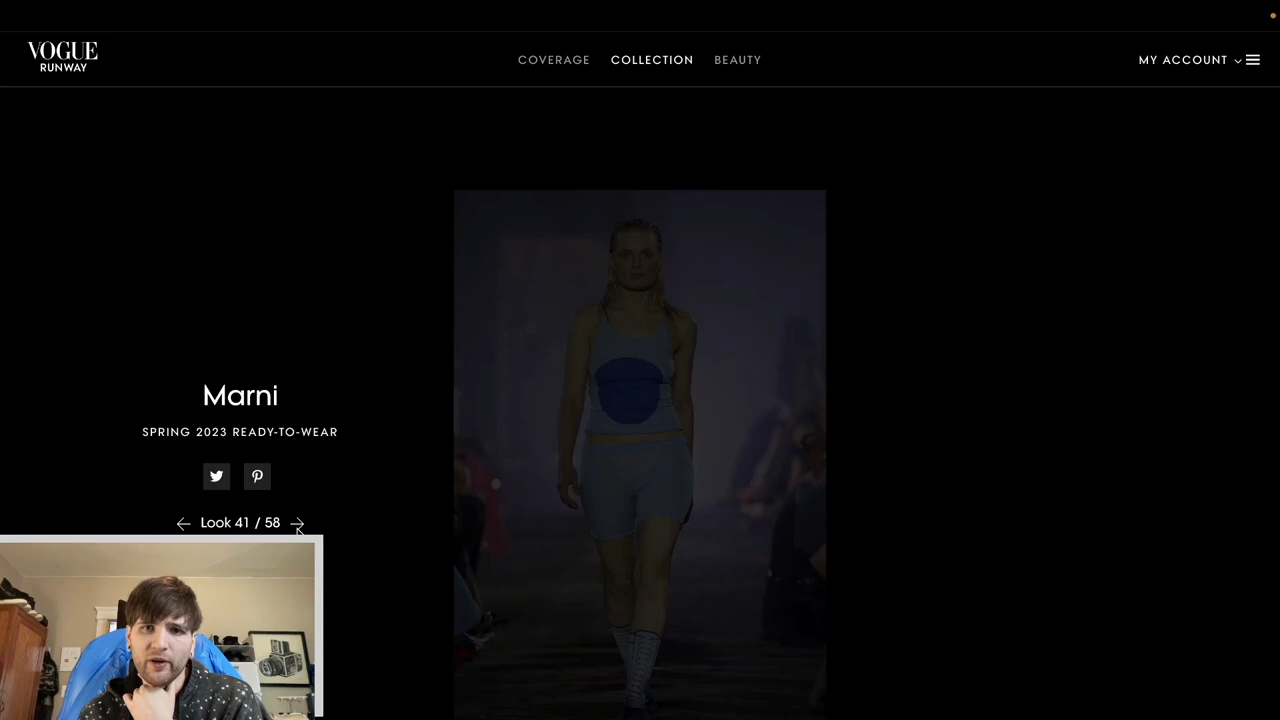 VOGUE
RUNWAY
COVERAGE COLLECTION BEAUTY
MY ACCOUNT
Marni
SPRING 2023 READY-TO-WEAR
Look 41 / 58